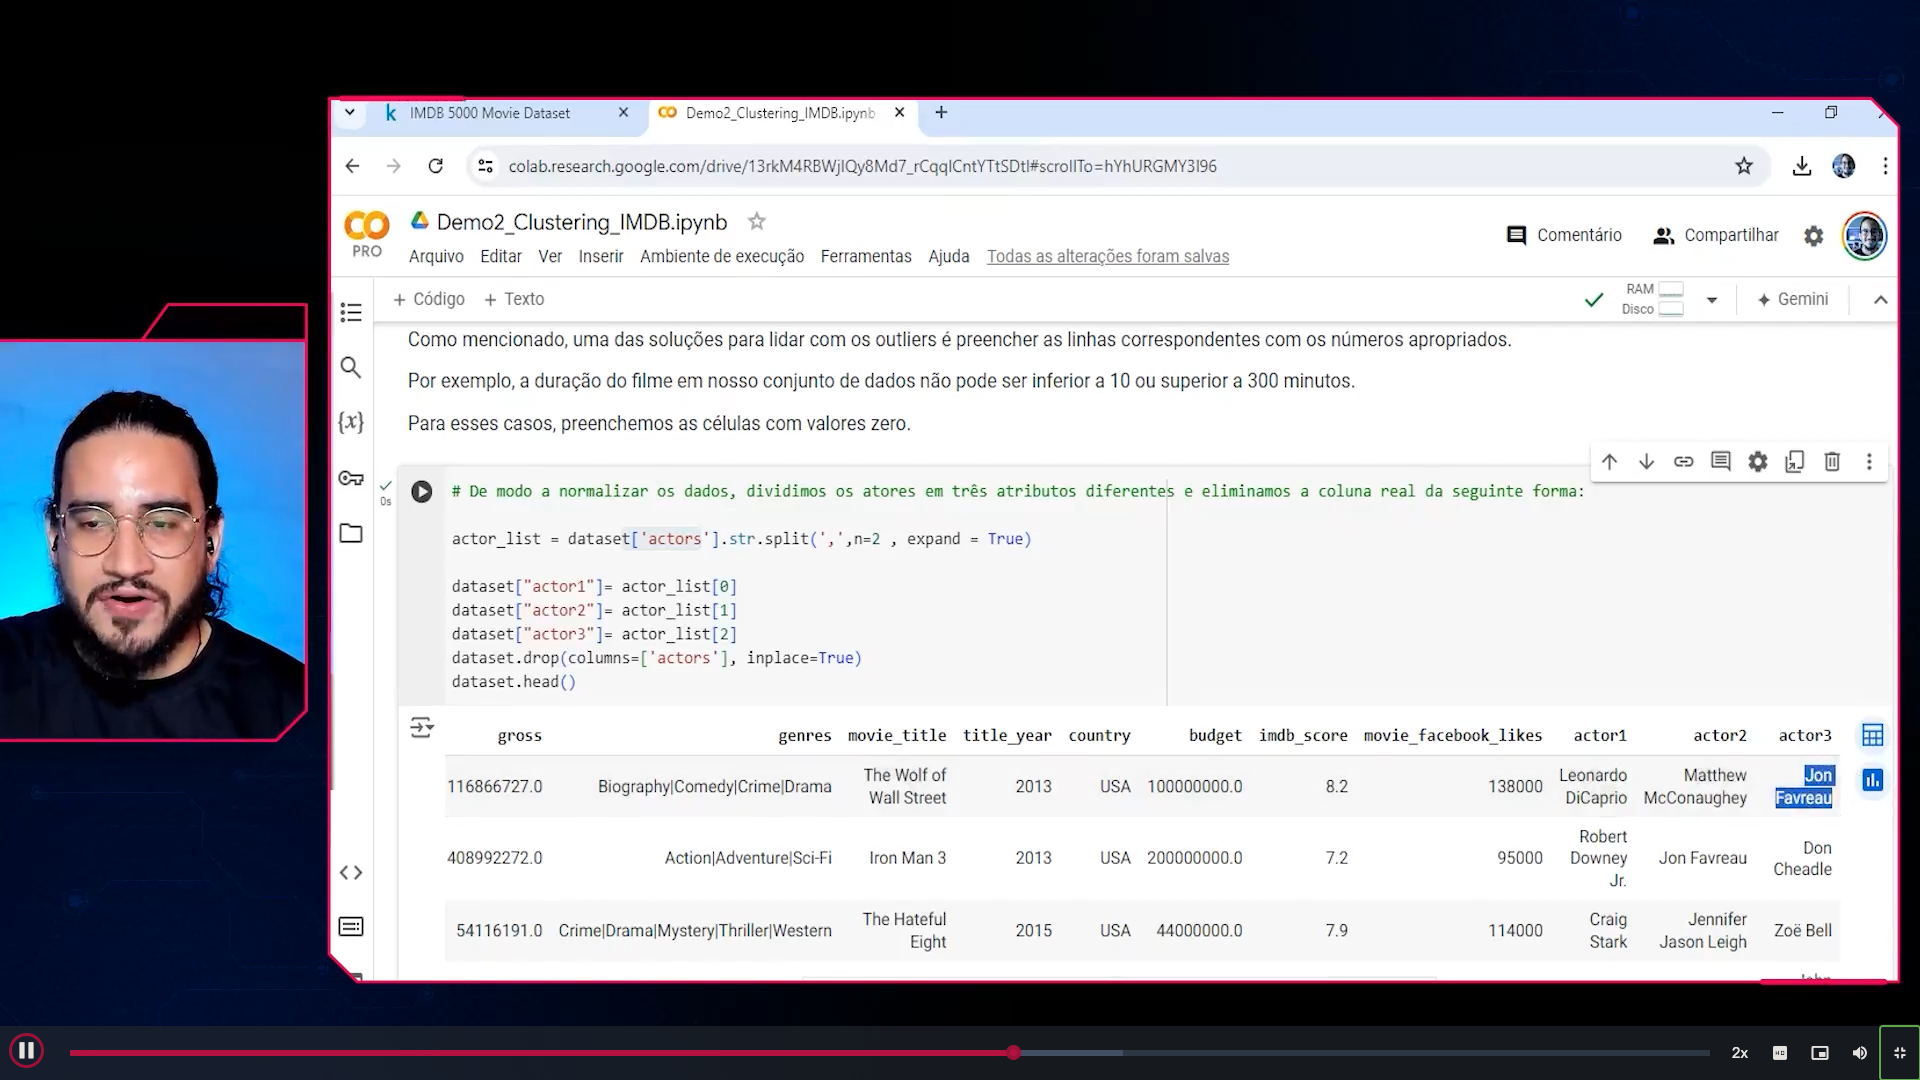 IMDB 5000 Movie Dataset
Demo2_Clustering_IMDB.ipynb
colab.research.google.com/drive/13rkM4RBWjlQy8Md7_rCqqlCntYTtSDtl#scrollTo=hYhURGMY3I96
PRO
Demo2_Clustering_IMDB.ipynb
Comentário Compartilhar
Arquivo Editar Ver Inserir Ambiente de execução Ferramentas Ajuda Todas as alterações foram salvas
+ Código + Texto
RAM
Disco
Gemini
Como mencionado, uma das soluções para lidar com os outliers é preencher as linhas correspondentes com os números apropriados.
Por exemplo, a duração do filme em nosso conjunto de dados não pode ser inferior a 10 ou superior a 300 minutos.
Para esses casos, preenchemos as células com valores zero.
0s
# De modo a normalizar os dados, dividimos os atores em três atributos diferentes e eliminamos a coluna real da seguinte forma:
actor_list = dataset['actors'].str.split(',',n=2 , expand = True)
dataset["actor1"]= actor_list[0]
dataset["actor2"]= actor_list[1]
dataset["actor3"]= actor_list[2]
dataset.drop(columns=['actors'], inplace=True)
dataset.head()
gross genres movie_title title_year country budget imdb_score movie_facebook_likes actor1 actor2 actor3
116866727.0 Biography|Comedy|Crime|Drama The Wolf of Wall Street 2013 USA 100000000.0 8.2 138000 Leonardo DiCaprio Matthew McConaughey Jon Favreau
408992272.0 Action|Adventure|Sci-Fi Iron Man 3 2013 USA 200000000.0 7.2 95000 Robert Downey Jr. Jon Favreau Don Cheadle
54116191.0 Crime|Drama|Mystery|Thriller|Western The Hateful Eight 2015 USA 44000000.0 7.9 114000 Craig Stark Jennifer Jason Leigh Zoë Bell
2x